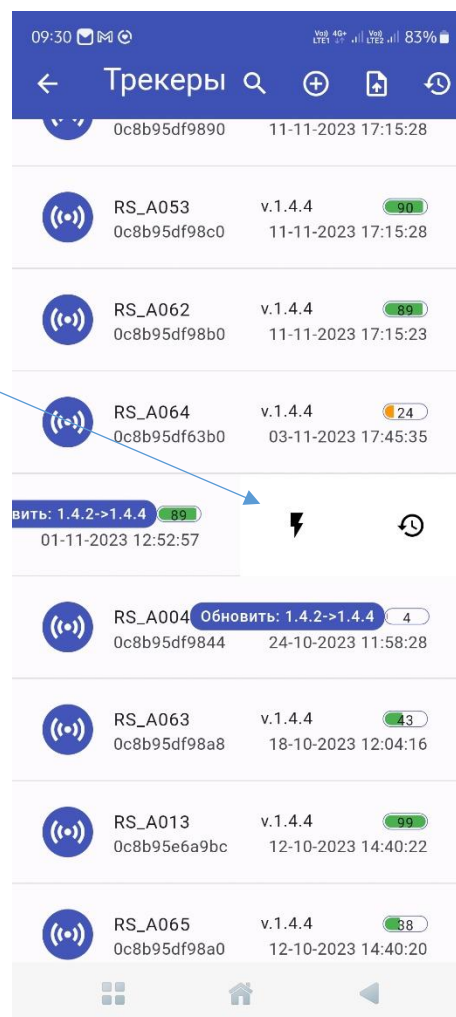 09:30 Vo)) 4G+ LTE1 Vo)) LTE2 83%
Трекеры
0c8b95df9890 11-11-2023 17:15:28
RS_A053 v.1.4.4 90
0c8b95df98c0 11-11-2023 17:15:28
RS_A062 v.1.4.4 89
0c8b95df98b0 11-11-2023 17:15:23
RS_A064 v.1.4.4 24
0c8b95df63b0 03-11-2023 17:45:35
вить: 1.4.2->1.4.4 89
01-11-2023 12:52:57
RS_A004 Обновить: 1.4.2->1.4.4 4
0c8b95df9844 24-10-2023 11:58:28
RS_A063 v.1.4.4 43
0c8b95df98a8 18-10-2023 12:04:16
RS_A013 v.1.4.4 99
0c8b95e6a9bc 12-10-2023 14:40:22
RS_A065 v.1.4.4 38
0c8b95df98a0 12-10-2023 14:40:20